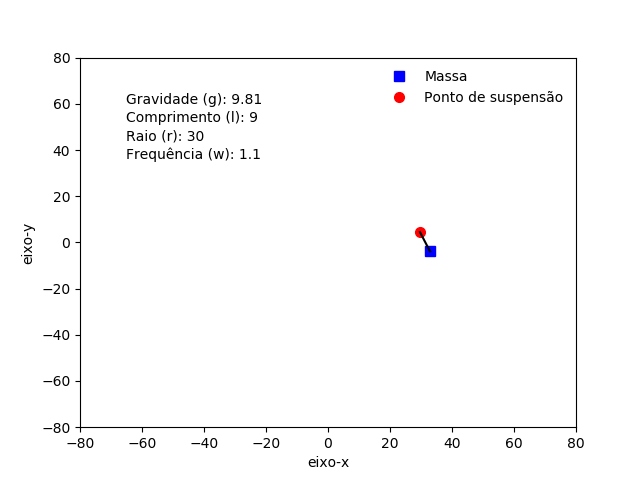 Massa
Ponto de suspensão
Gravidade (g): 9.81
Comprimento (l): 9
Raio (r): 30
Frequência (w): 1.1
eixo-y
80
60
40
20
0
−20
−40
−60
−80
−80 −60 −40 −20 0 20 40 60 80
eixo-x